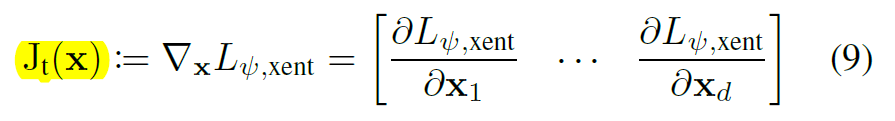 J_t(x) := ∇_x L_{ψ,xent} = [ ∂L_{ψ,xent}/∂x_1 ⋯ ∂L_{ψ,xent}/∂x_d ] (9)